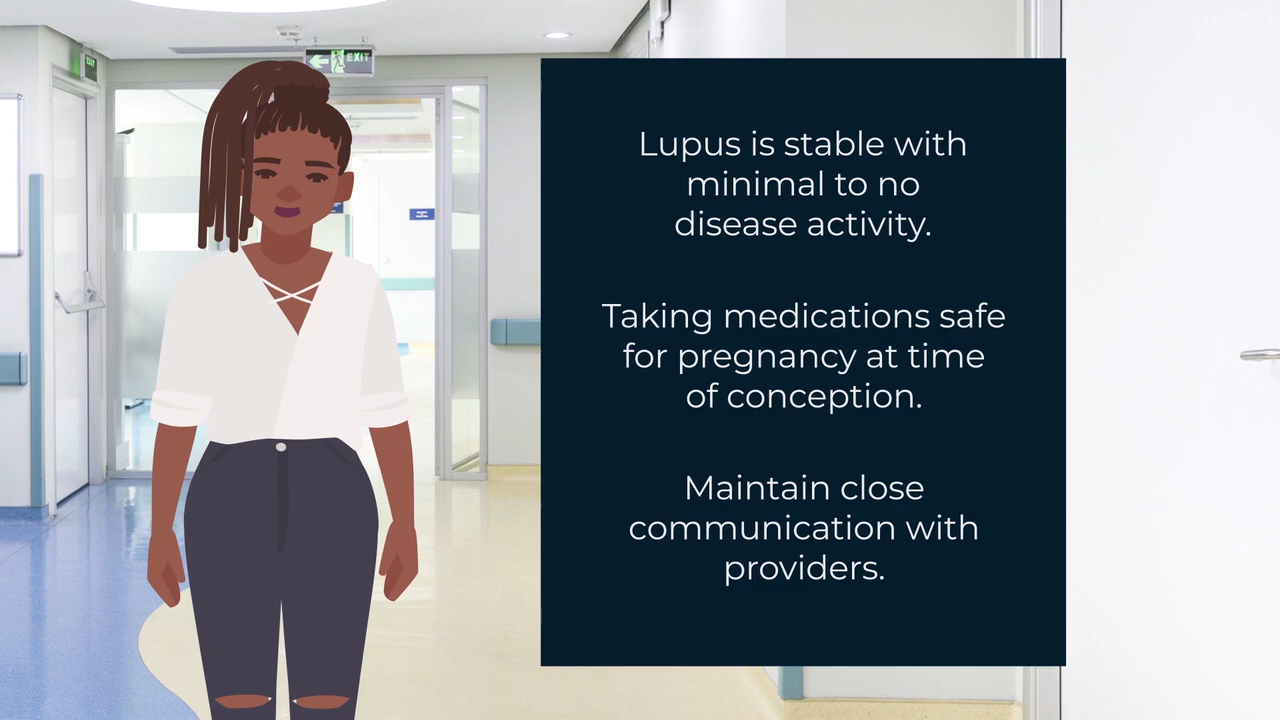 EXIT
Lupus is stable with
minimal to no
disease activity.
Taking medications safe
for pregnancy at time
of conception.
Maintain close
communication with
providers.